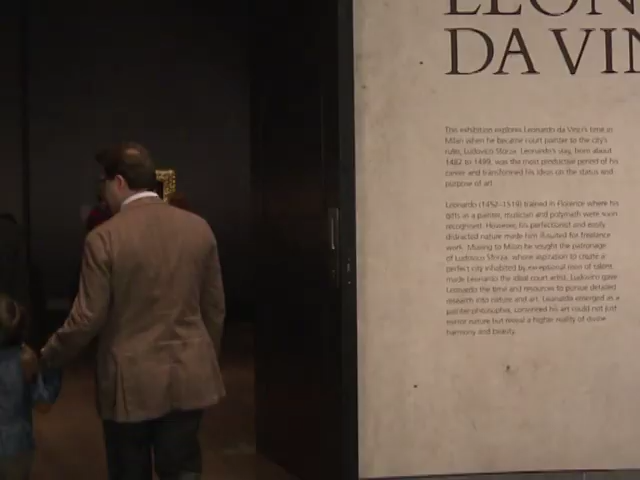 LEON
DA VIN
This exhibition explores Leonardo da Vinci's time in
Milan when he became court painter to the city's
ruler, Ludovico Sforza. Leonardo's stay, from about
1482 to 1499, was the most productive period of his
career and transformed his ideas on the status and
purpose of art.
Leonardo (1452–1519) trained in Florence where his
gifts as a painter, musician and polymath were soon
recognised. However, his perfectionist and easily
distracted nature made him ill-suited for freelance
work. Moving to Milan he sought the patronage
of Ludovico Sforza, whose aspiration to create a
perfect city inhabited by exceptional men of talent
made Leonardo the ideal court artist. Ludovico gave
Leonardo the time and resources to pursue detailed
research into nature and art. Leonardo emerged as a
painter-philosopher, convinced his art could not just
mirror nature but reveal a higher reality of divine
harmony and beauty.